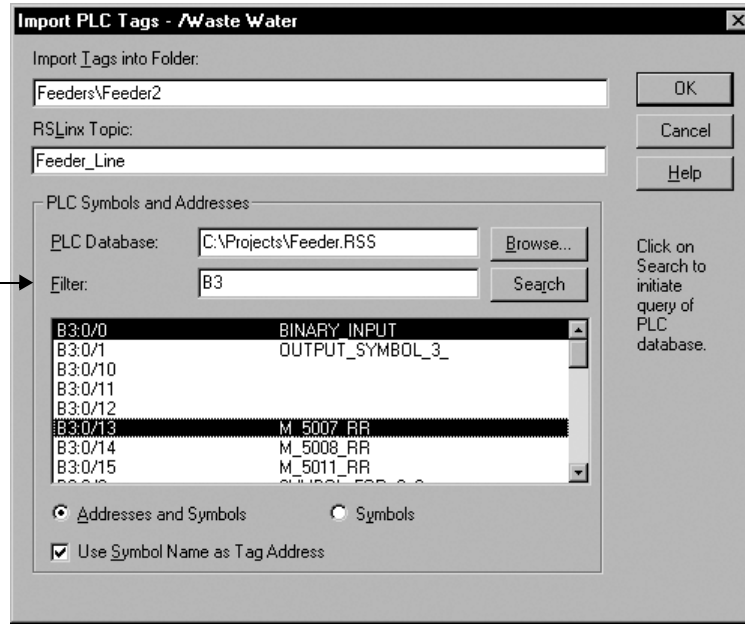 Import PLC Tags - /Waste Water
Import Tags into Folder:
Feeders\Feeder2
OK
RSLinx Topic:
Cancel
Feeder_Line
Help
PLC Symbols and Addresses
PLC Database:
C:\Projects\Feeder.RSS
Browse...
Filter:
B3
Search
Click on
Search to
initiate
query of
PLC
database.
B3:0/0 BINARY_INPUT
B3:0/1 OUTPUT_SYMBOL_3_
B3:0/10
B3:0/11
B3:0/12
B3:0/13 M_5007_RR
B3:0/14 M_5008_RR
B3:0/15 M_5011_RR
Addresses and Symbols
Symbols
Use Symbol Name as Tag Address